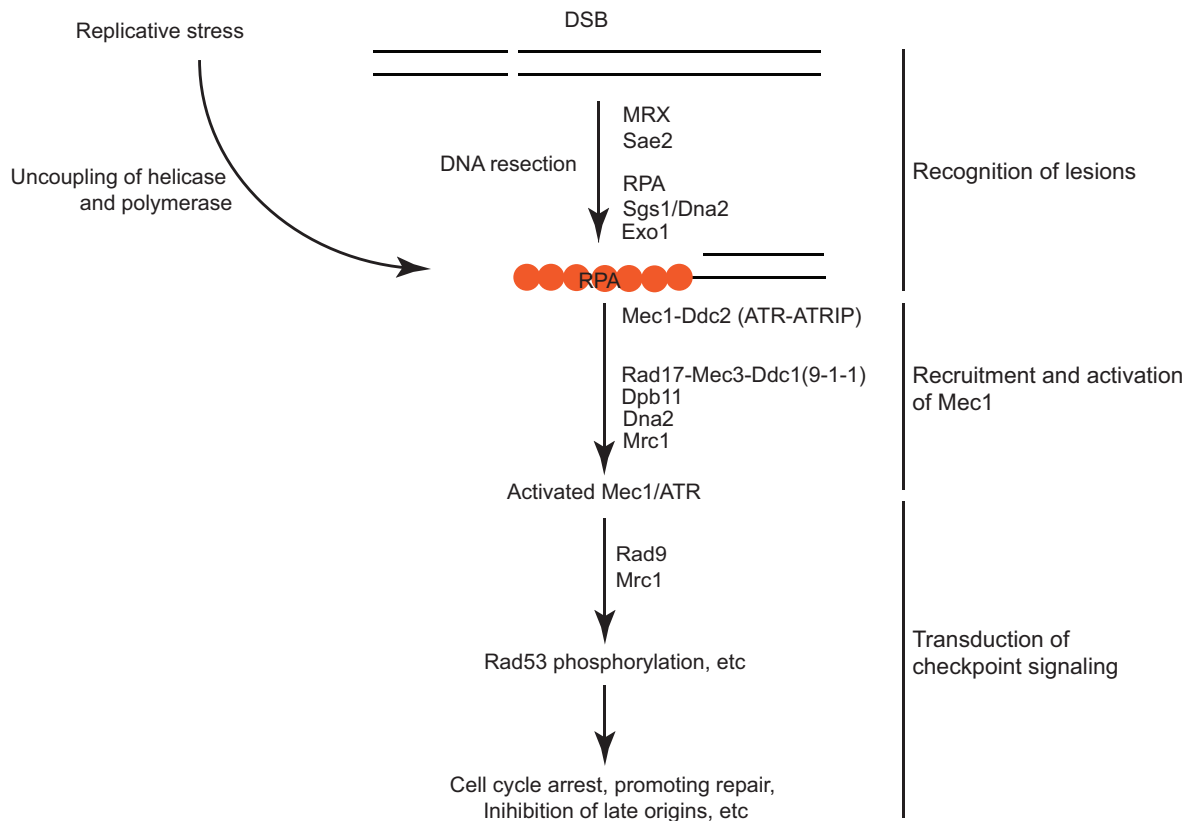 Replicative stress
DSB
MRX
Sae2
DNA resection
RPA
Sgs1/Dna2
Exo1
Uncoupling of helicase
and polymerase
Recognition of lesions
RPA
Mec1-Ddc2 (ATR-ATRIP)
Rad17-Mec3-Ddc1(9-1-1)
Dpb11
Dna2
Mrc1
Recruitment and activation
of Mec1
Activated Mec1/ATR
Rad9
Mrc1
Rad53 phosphorylation, etc
Transduction of
checkpoint signaling
Cell cycle arrest, promoting repair,
Inihibition of late origins, etc